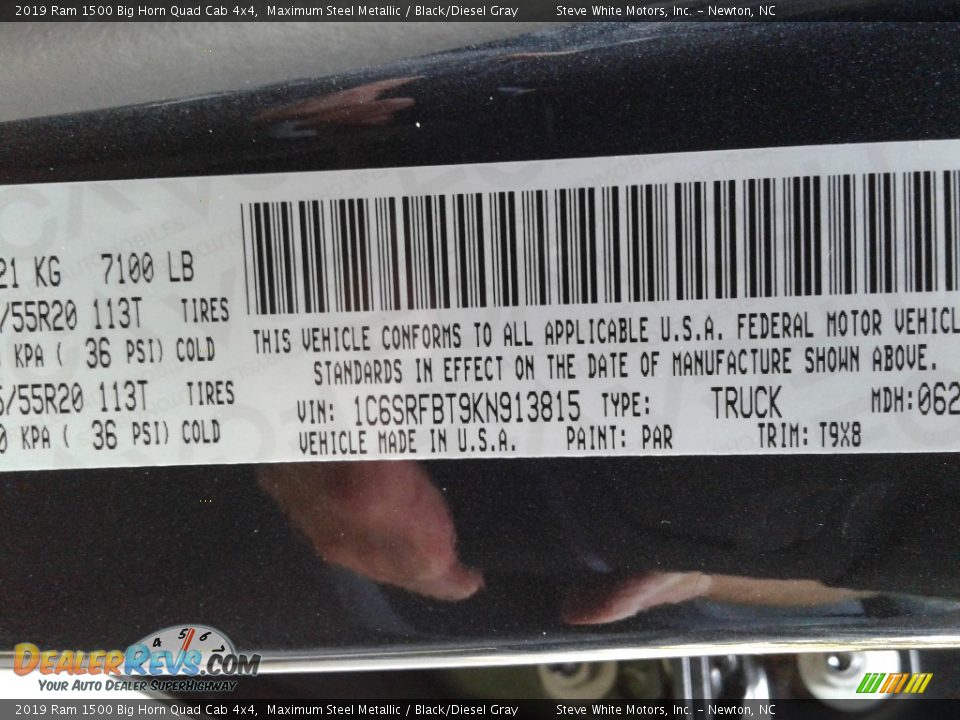 2019 Ram 1500 Big Horn Quad Cab 4x4, Maximum Steel Metallic / Black/Diesel Gray Steve White Motors, Inc. – Newton, NC
21 KG 7100 LB
/55R20 113T TIRES
KPA ( 36 PSI) COLD
5/55R20 113T TIRES
0 KPA ( 36 PSI) COLD
THIS VEHICLE CONFORMS TO ALL APPLICABLE U.S.A. FEDERAL MOTOR VEHICL
STANDARDS IN EFFECT ON THE DATE OF MANUFACTURE SHOWN ABOVE.
VIN: 1C6SRFBT9KN913815 TYPE: TRUCK MDH: 062
VEHICLE MADE IN U.S.A. PAINT: PAR TRIM: T9X8
4 5 6 7
DEALERREVS.COM
YOUR AUTO DEALER SUPERHIGHWAY
2019 Ram 1500 Big Horn Quad Cab 4x4, Maximum Steel Metallic / Black/Diesel Gray Steve White Motors, Inc. – Newton, NC